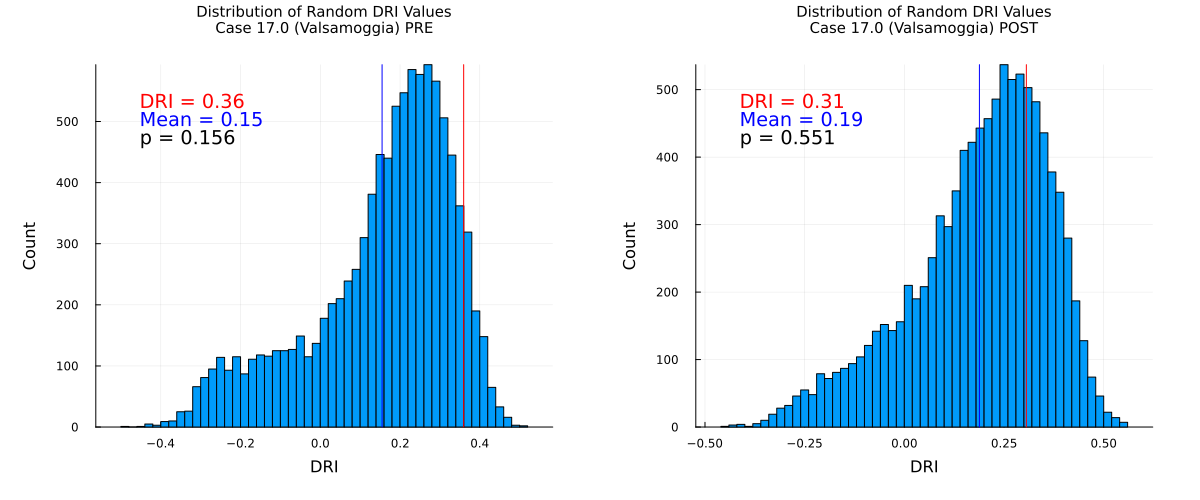 Distribution of Random DRI Values
Case 17.0 (Valsamoggia) PRE
DRI = 0.36
Mean = 0.15
p = 0.156
500
400
300
200
100
0
Count
−0.4
−0.2
0.0
0.2
0.4
DRI
Distribution of Random DRI Values
Case 17.0 (Valsamoggia) POST
DRI = 0.31
Mean = 0.19
p = 0.551
500
400
300
200
100
0
Count
−0.50
−0.25
0.00
0.25
0.50
DRI